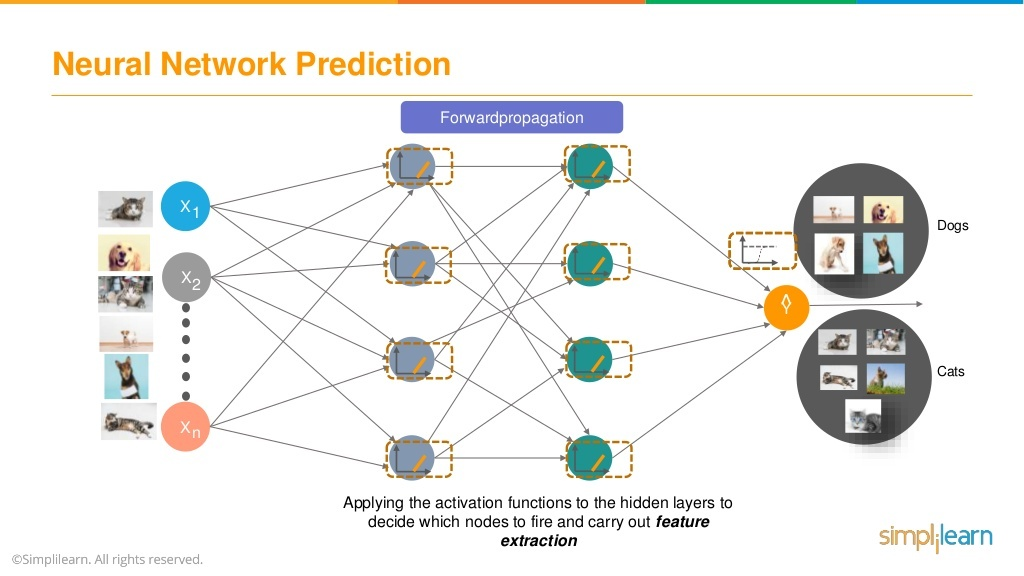 Neural Network Prediction
Forwardpropagation
X1
X2
Xn
Dogs
Cats
Applying the activation functions to the hidden layers to
decide which nodes to fire and carry out feature
extraction
©Simplilearn. All rights reserved.
simplilearn